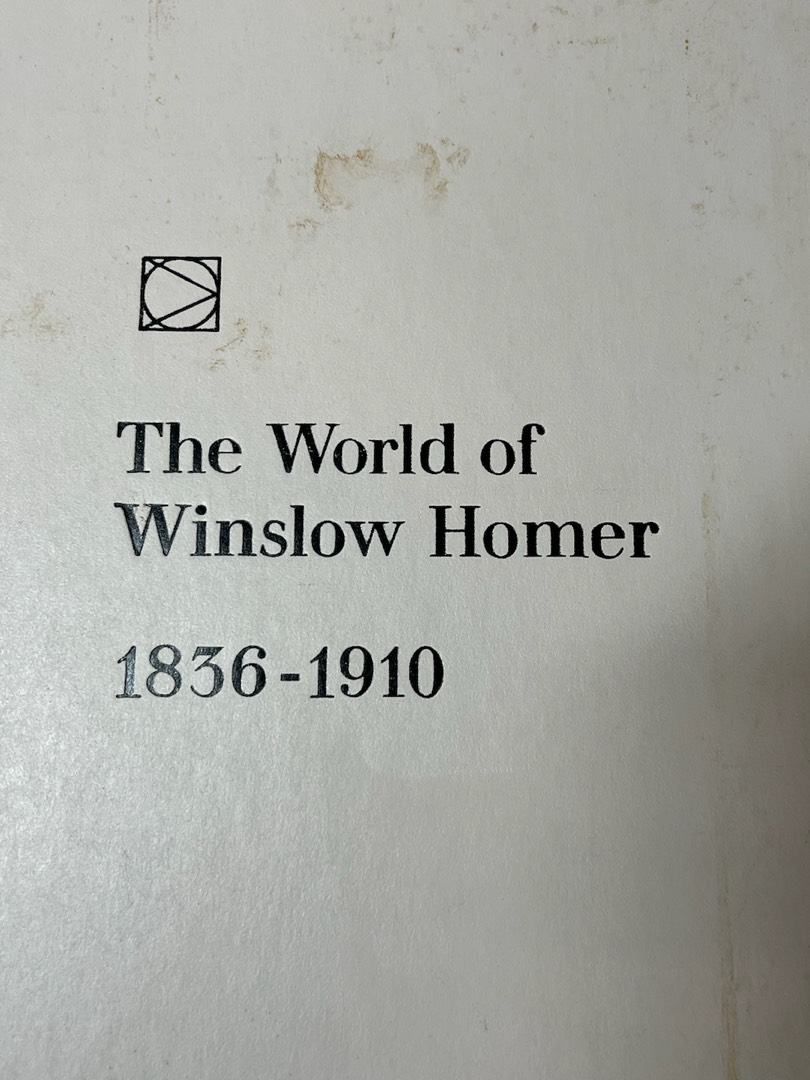 The World of
Winslow Homer
1836-1910